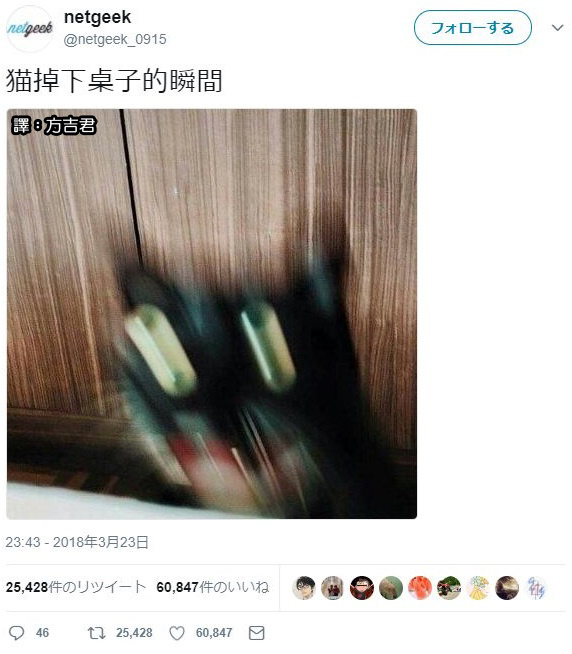 netgeek
netgeek
@netgeek_0915
フォローする
猫掉下桌子的瞬間
譯：方吉君
23:43 - 2018年3月23日
25,428件のリツイート 60,847件のいいね
46 25,428 60,847